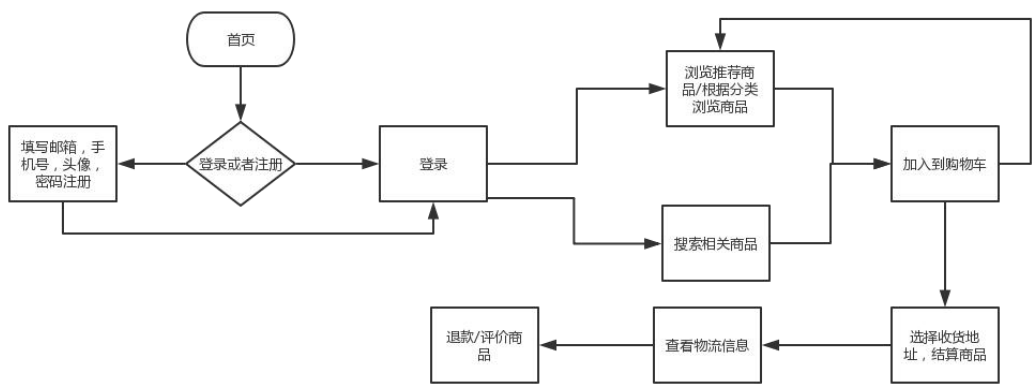 首页
登录或者注册
填写邮箱，手
机号，头像，
密码注册
登录
浏览推荐商
品/根据分类
浏览商品
搜索相关商品
加入到购物车
选择收货地
址，结算商品
查看物流信息
退款/评价商
品